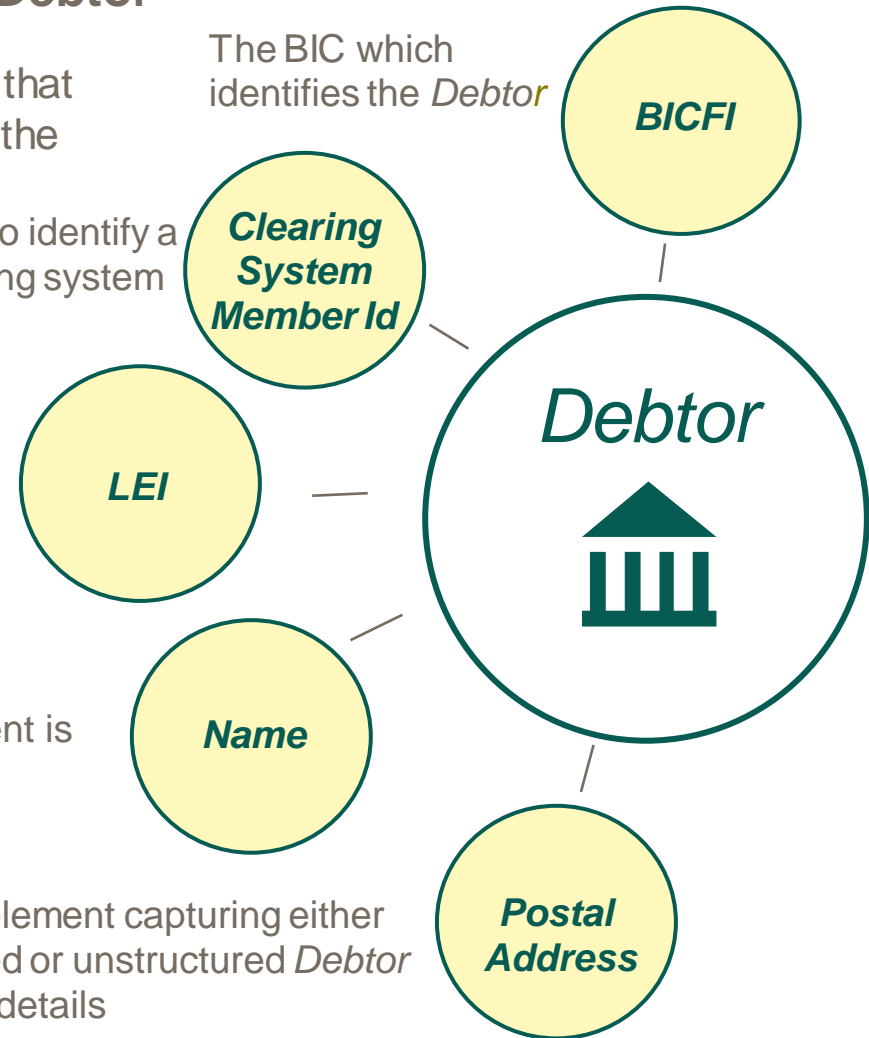 Debtor
that
the
The BIC which
identifies the Debtor
BICFI
o identify a
ng system
Clearing
System
Member Id
Debtor
LEI
ent is
Name
lement capturing either
ed or unstructured Debtor
details
Postal
Address